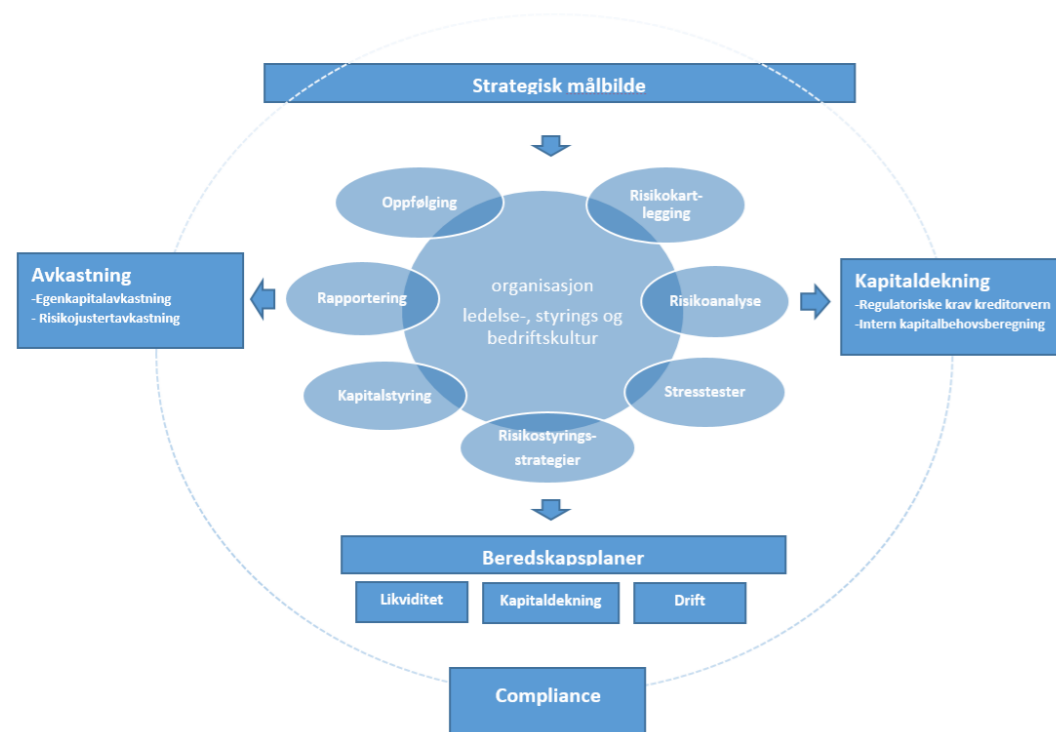 Strategisk målbilde
Oppfølging
Risikokart-
legging
Avkastning
-Egenkapitalavkastning
- Risikojustertavkastning
Rapportering
organisasjon
ledelse-, styrings og
bedriftskultur
Risikoanalyse
Kapitaldekning
-Regulatoriske krav kreditorvern
-Intern kapitalbehovsberegning
Kapitalstyring
Stresstester
Risikostyrings-
strategier
Beredskapsplaner
Likviditet
Kapitaldekning
Drift
Compliance